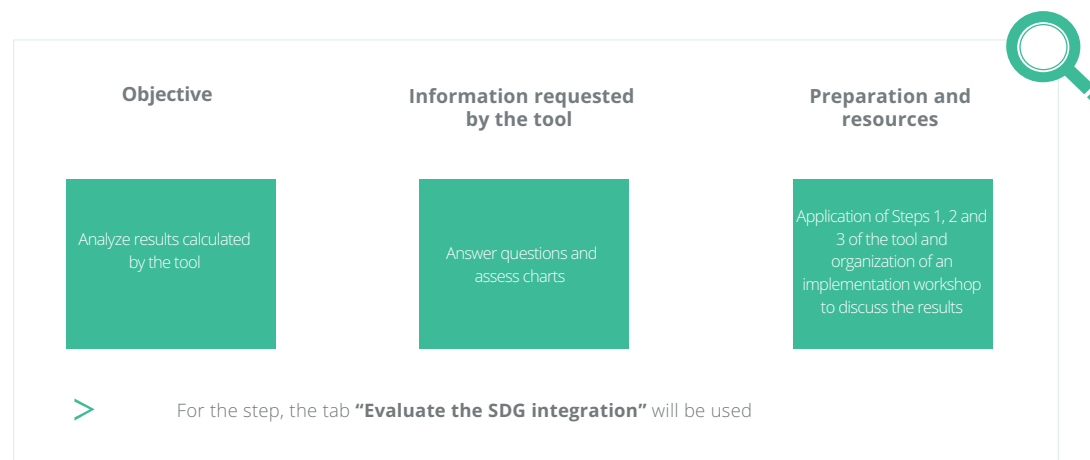 Objective
Information requested
by the tool
Preparation and
resources
Analyze results calculated
by the tool
Answer questions and
assess charts
Application of Steps 1, 2 and
3 of the tool and
organization of an
implementation workshop
to discuss the results
> For the step, the tab “Evaluate the SDG integration” will be used